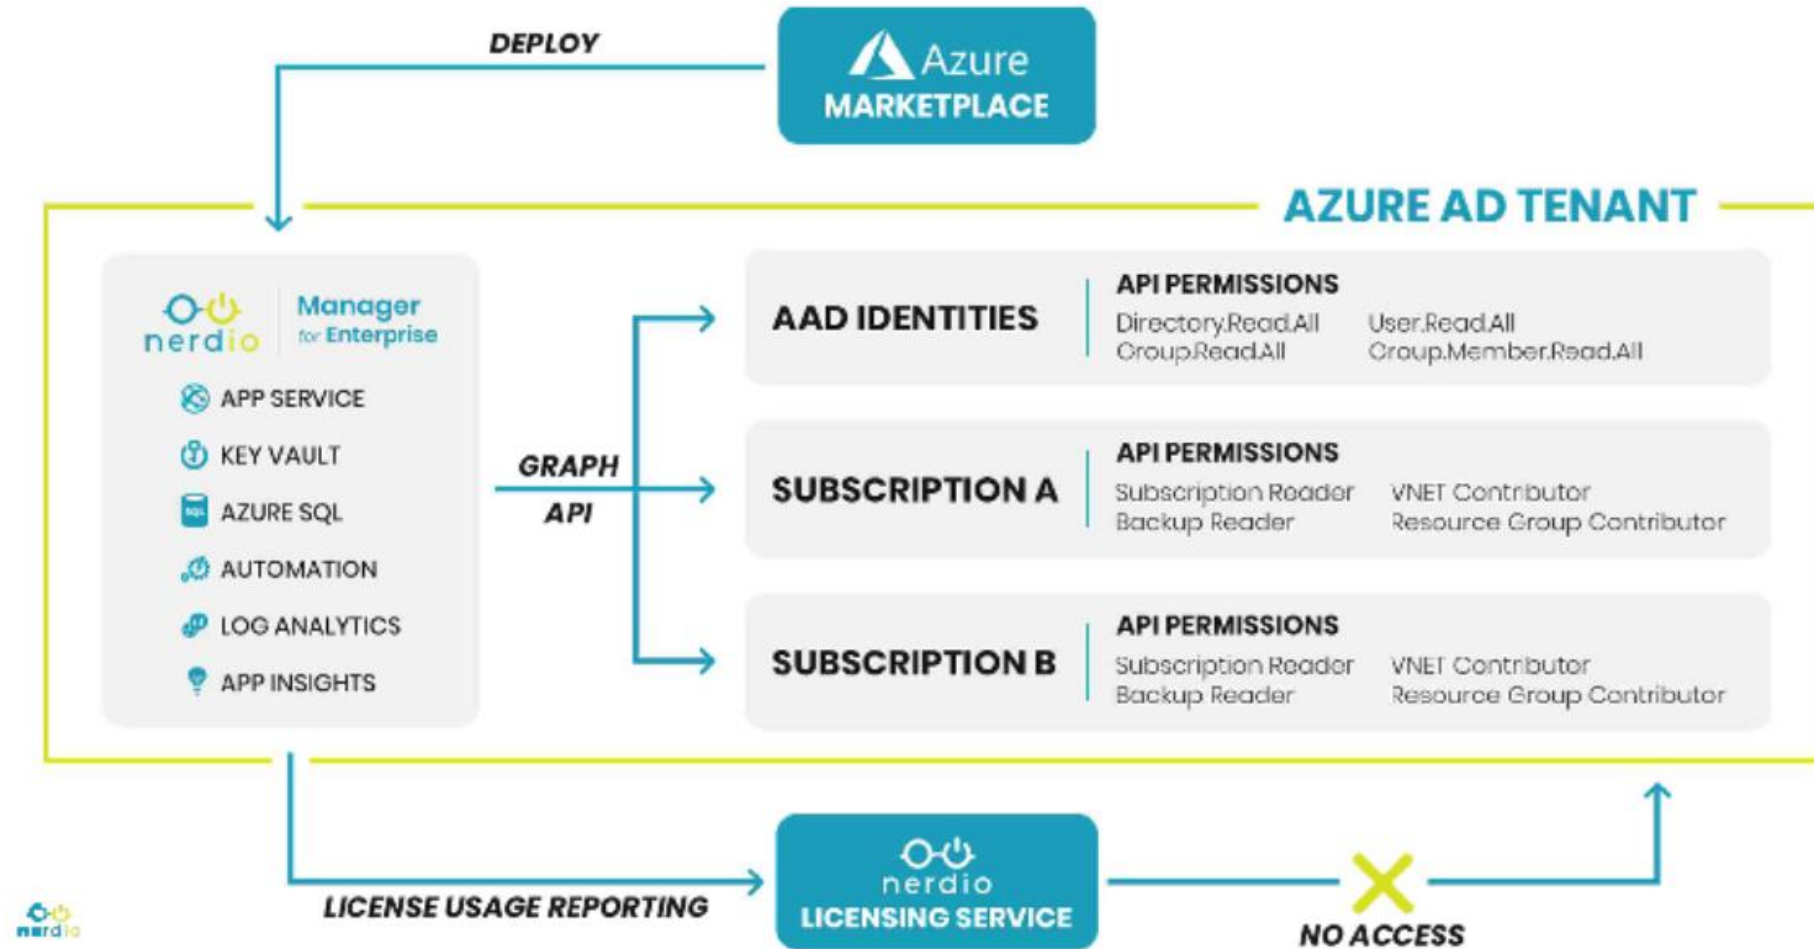 DEPLOY
Azure
MARKETPLACE
AZURE AD TENANT
nerdio
Manager
for Enterprise
APP SERVICE
KEY VAULT
SQL
AZURE SQL
AUTOMATION
LOG ANALYTICS
APP INSIGHTS
GRAPH
API
AAD IDENTITIES
API PERMISSIONS
Directory.Read.All User.Read.All
Group.Read.All Group.Member.Read.All
SUBSCRIPTION A
API PERMISSIONS
Subscription Reader VNET Contributor
Backup Reader Resource Group Contributor
SUBSCRIPTION B
API PERMISSIONS
Subscription Reader VNET Contributor
Backup Reader Resource Group Contributor
LICENSE USAGE REPORTING
nerdio
LICENSING SERVICE
NO ACCESS
nerdio